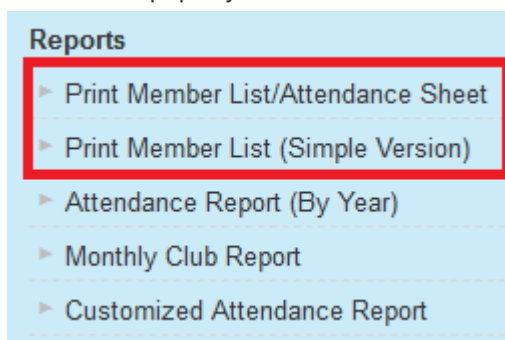 Reports
Print Member List/Attendance Sheet
Print Member List (Simple Version)
Attendance Report (By Year)
Monthly Club Report
Customized Attendance Report